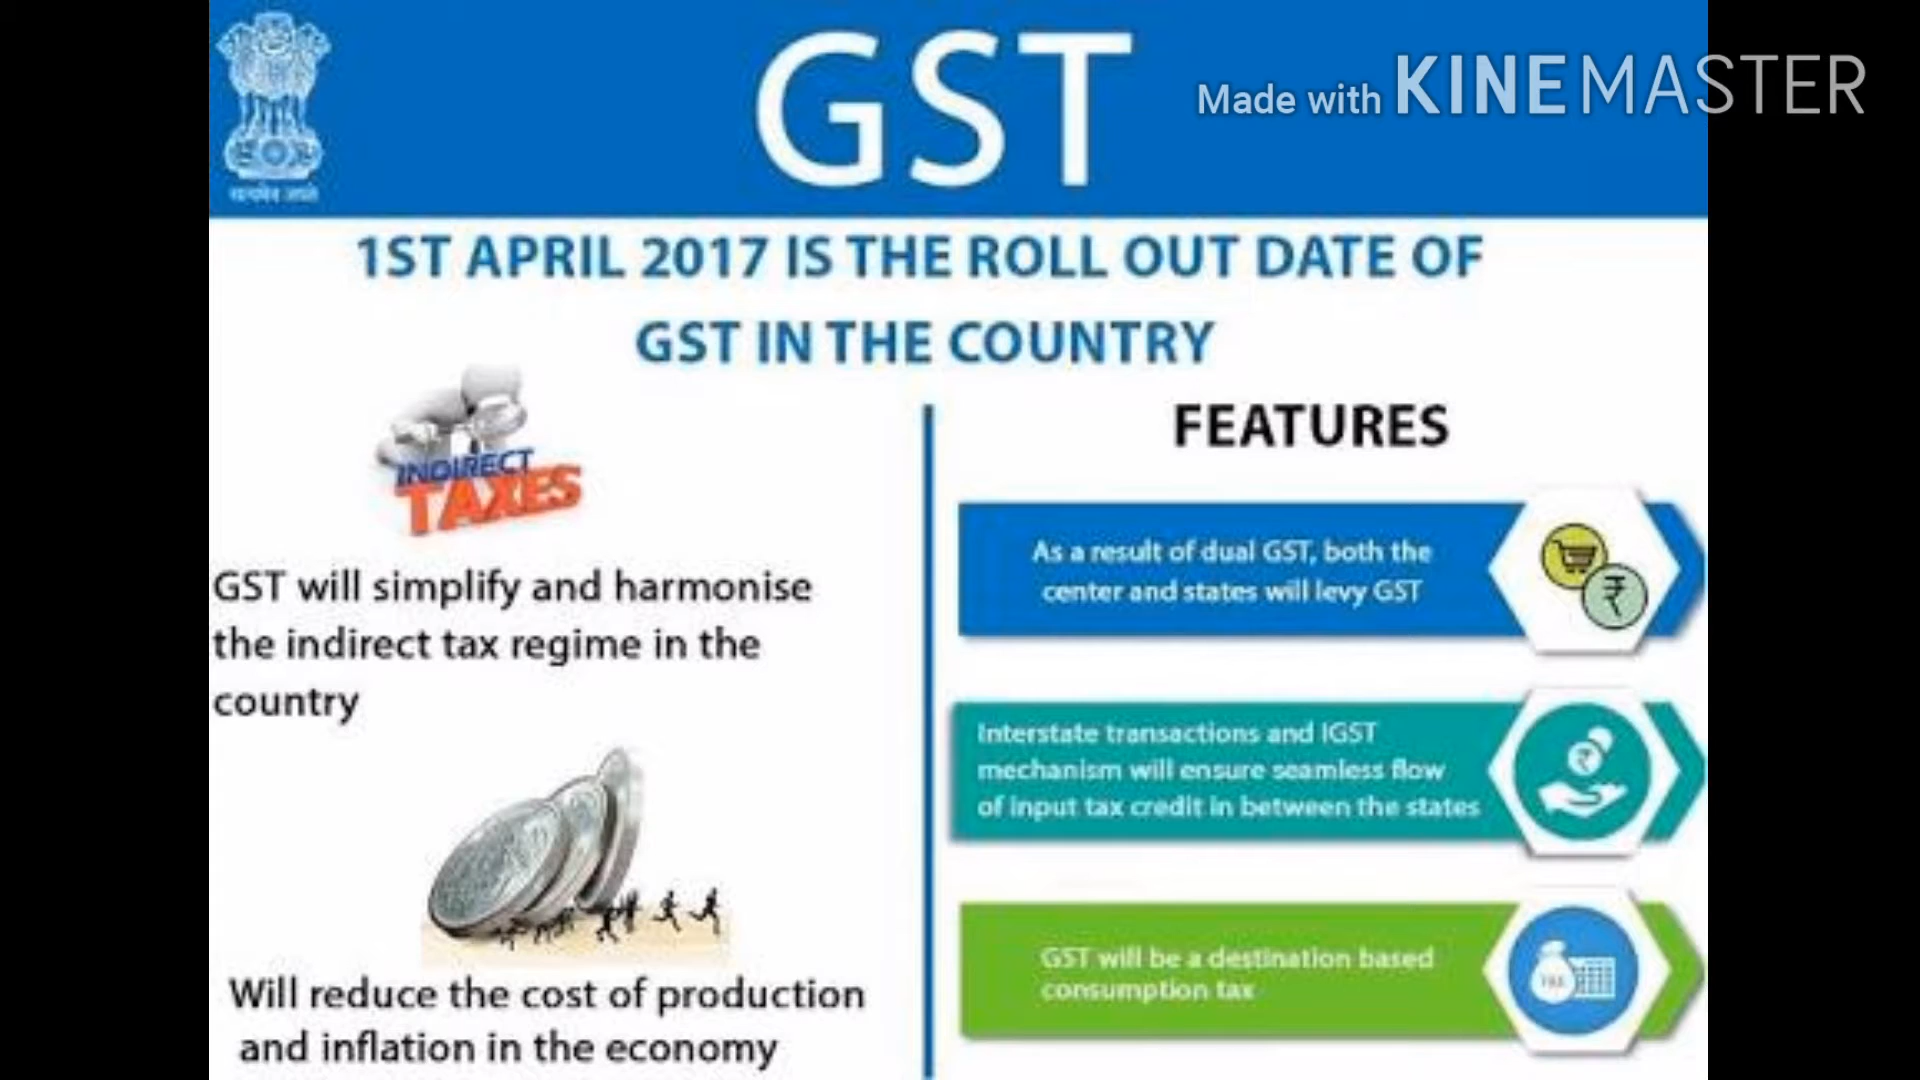 GST
Made with KINEMASTER
सत्यमेव जयते
1ST APRIL 2017 IS THE ROLL OUT DATE OF
GST IN THE COUNTRY
INDIRECT
TAXES
GST will simplify and harmonise
the indirect tax regime in the
country
Will reduce the cost of production
and inflation in the economy
FEATURES
As a result of dual GST, both the
center and states will levy GST
Interstate transactions and IGST
mechanism will ensure seamless flow
of input tax credit in between the states
GST will be a destination based
consumption tax
TAX